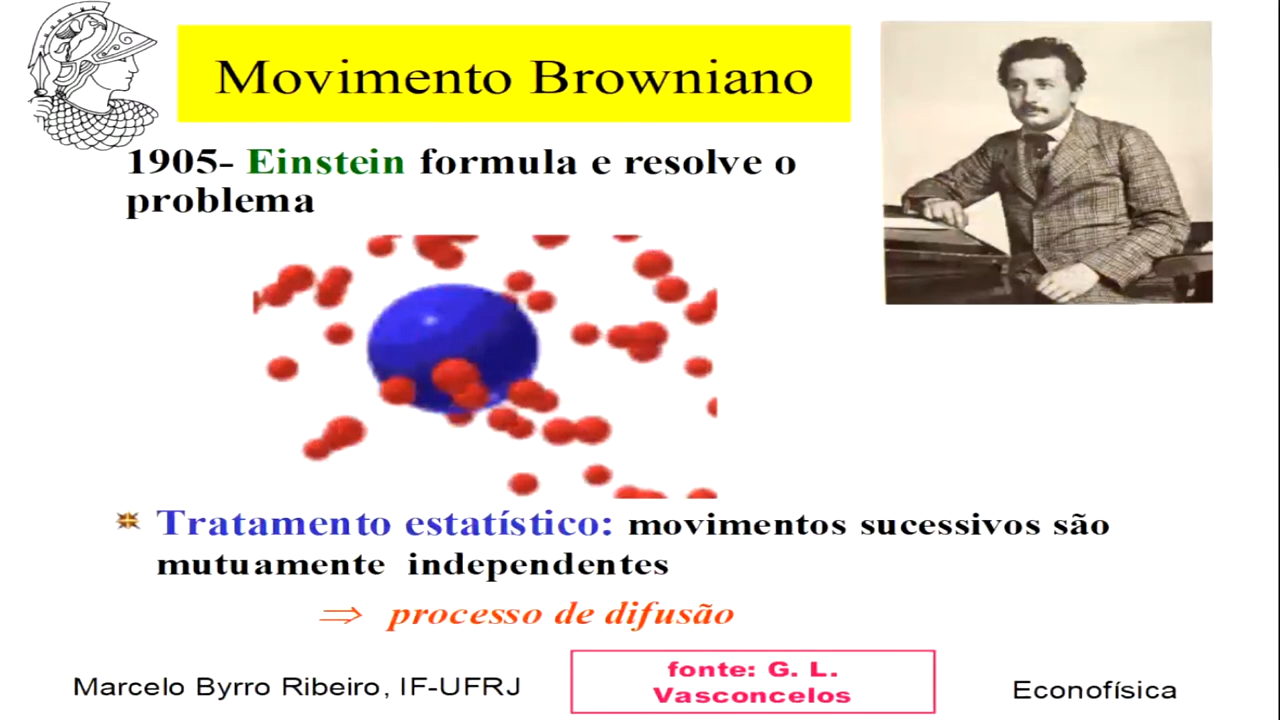 Movimento Browniano
1905- Einstein formula e resolve o
problema
Tratamento estatístico: movimentos sucessivos são
mutuamente independentes
⇒ processo de difusão
Marcelo Byrro Ribeiro, IF-UFRJ
fonte: G. L.
Vasconcelos
Econofísica